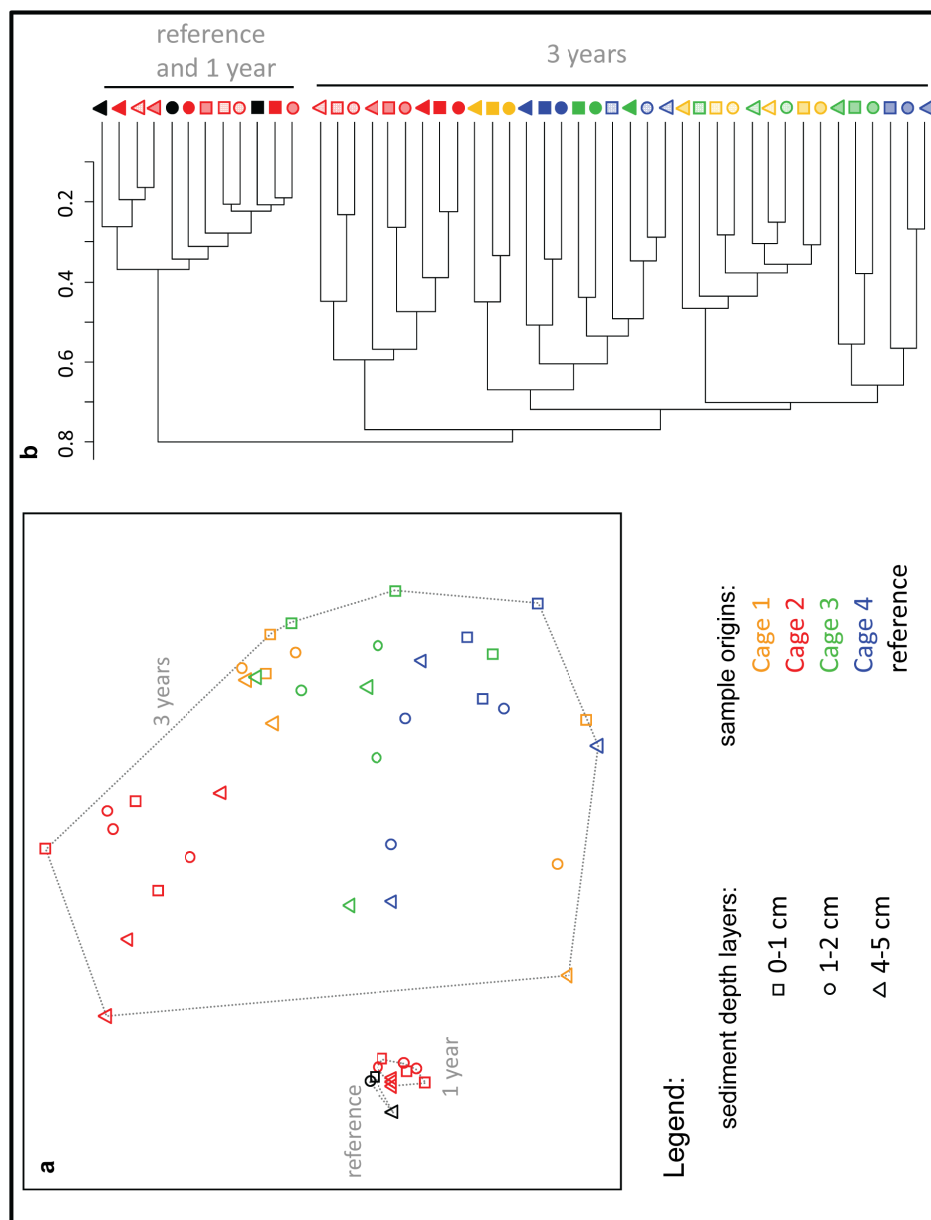 a
reference
1 year
3 years
b
0.8
0.6
0.4
0.2
reference
and 1 year
3 years
Legend:
sediment depth layers:
0-1 cm
1-2 cm
4-5 cm
sample origins:
Cage 1
Cage 2
Cage 3
Cage 4
reference